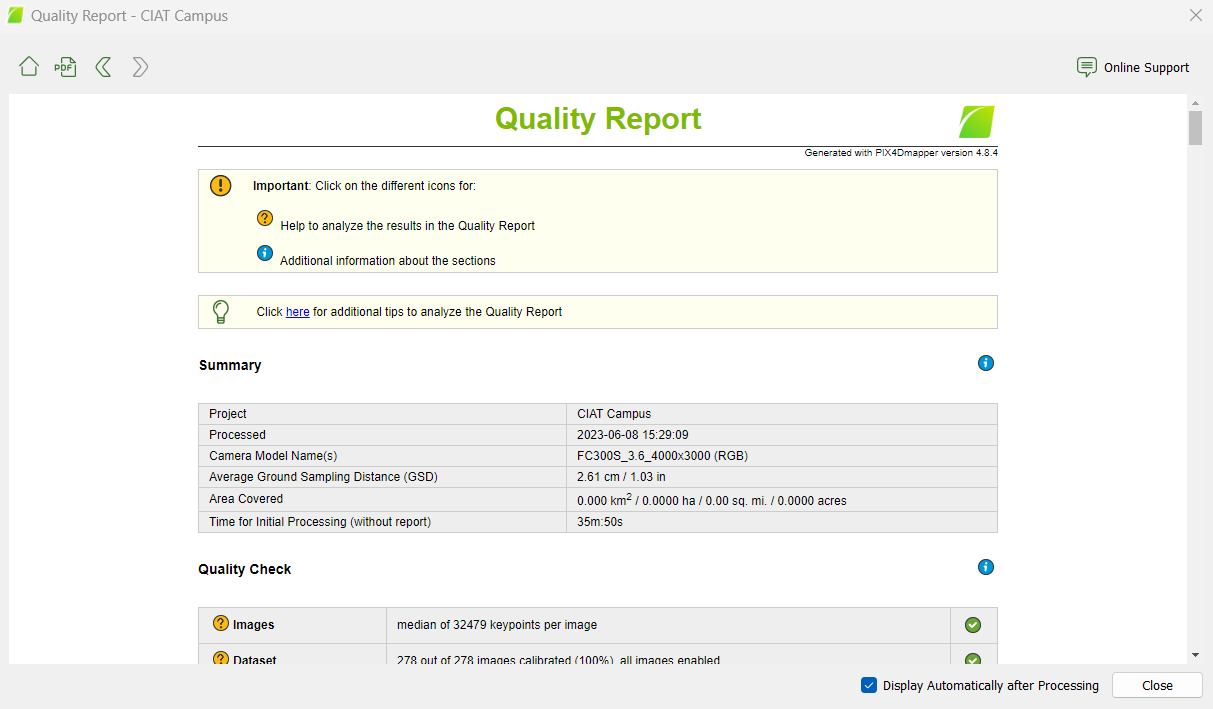 Quality Report - CIAT Campus
PDF
Online Support
Quality Report
Generated with PIX4Dmapper version 4.8.4
Important: Click on the different icons for:
Help to analyze the results in the Quality Report
Additional information about the sections
Click here for additional tips to analyze the Quality Report
Summary
Project CIAT Campus
Processed 2023-06-08 15:29:09
Camera Model Name(s) FC300S_3.6_4000x3000 (RGB)
Average Ground Sampling Distance (GSD) 2.61 cm / 1.03 in
Area Covered 0.000 km2 / 0.0000 ha / 0.00 sq. mi. / 0.0000 acres
Time for Initial Processing (without report) 35m:50s
Quality Check
Images median of 32479 keypoints per image
Dataset 278 out of 278 images calibrated (100%), all images enabled
Display Automatically after Processing Close